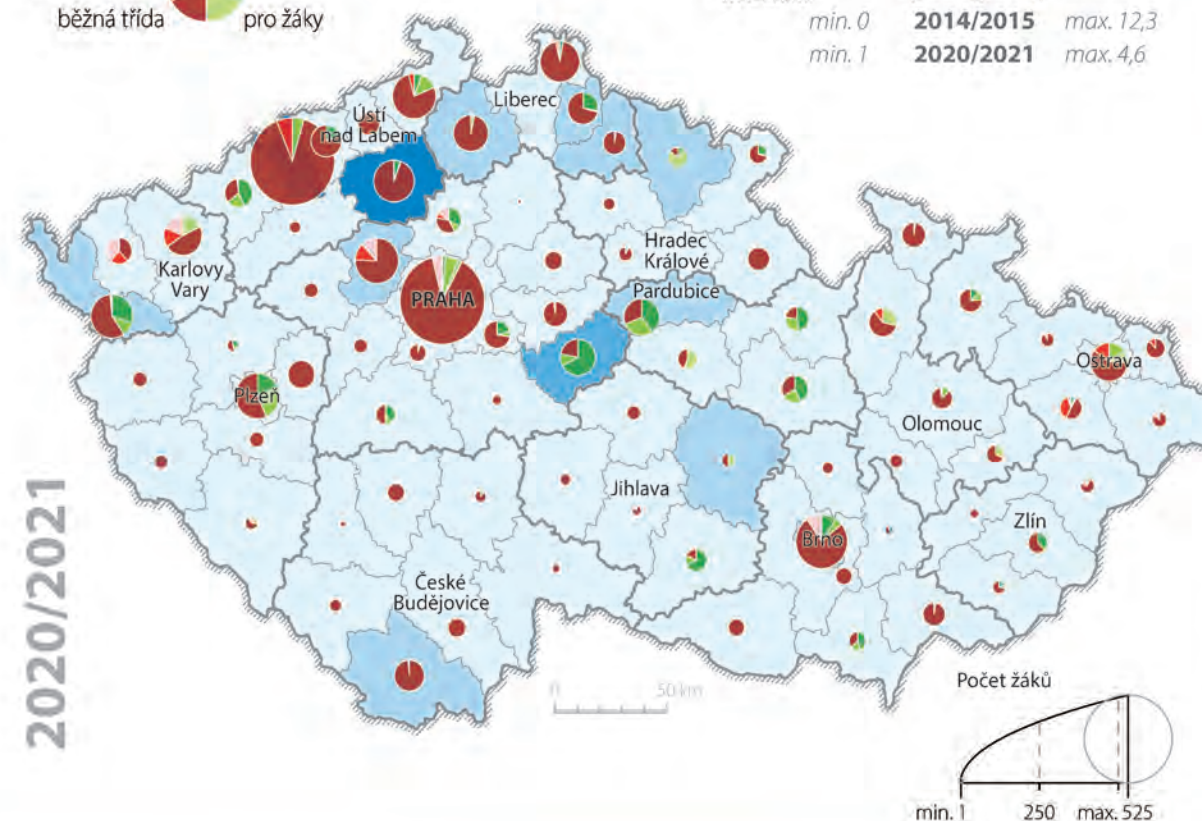 běžná třída pro žáky
min. 0 2014/2015 max. 12,3
min. 1 2020/2021 max. 4,6
Liberec
Ústí
nad Labem
Karlovy
Vary
Hradec
Králové
PRAHA
Pardubice
Plzeň
Ostrava
Olomouc
Jihlava
Zlín
Brno
České
Budějovice
2020/2021
0 50 km
Počet žáků
min. 1 250 max. 525